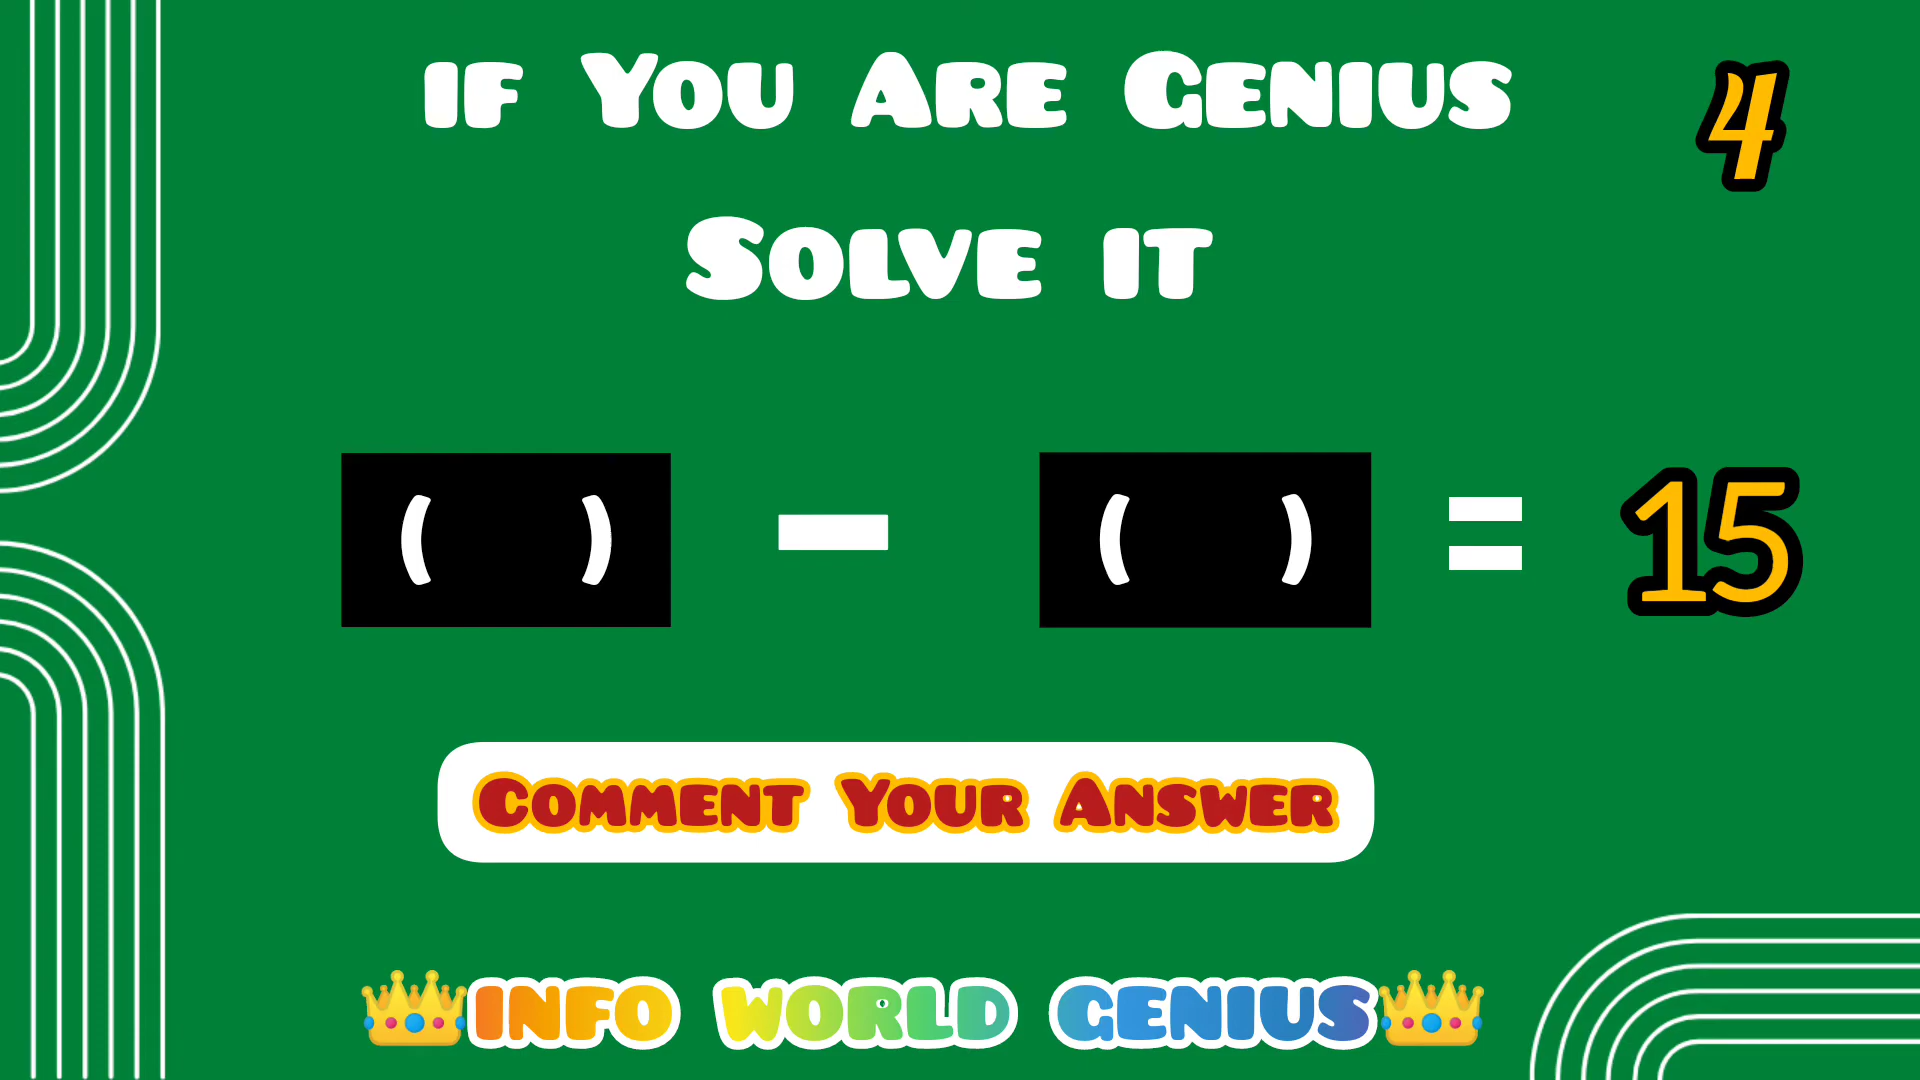 if You Are Genius
4
Solve it
( ) - ( ) = 15
Comment Your Answer
👑INFO WORLD GENIUS👑